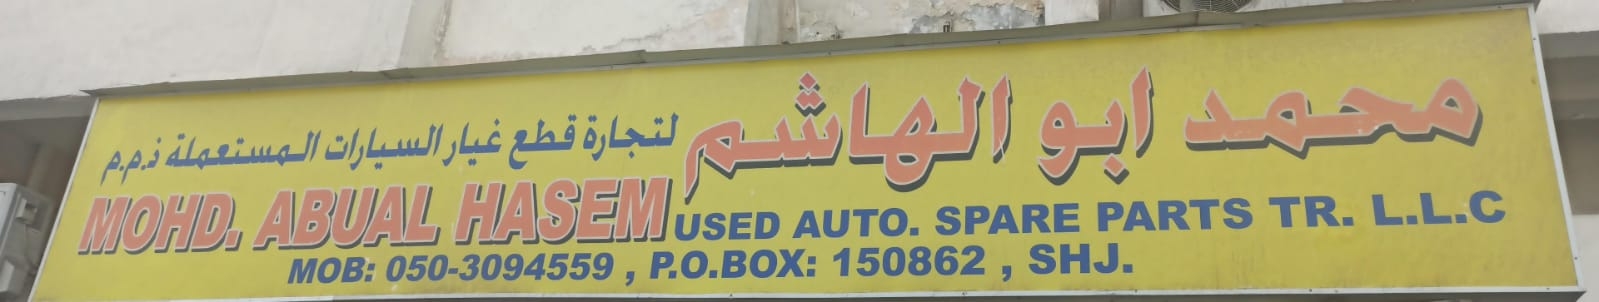 محمد ابو الهاشم لتجارة قطع غيار السيارات المستعملة ذ.م.م
MOHD. ABUAL HASEM USED AUTO. SPARE PARTS TR. L.L.C
MOB: 050-3094559 , P.O.BOX: 150862 , SHJ.